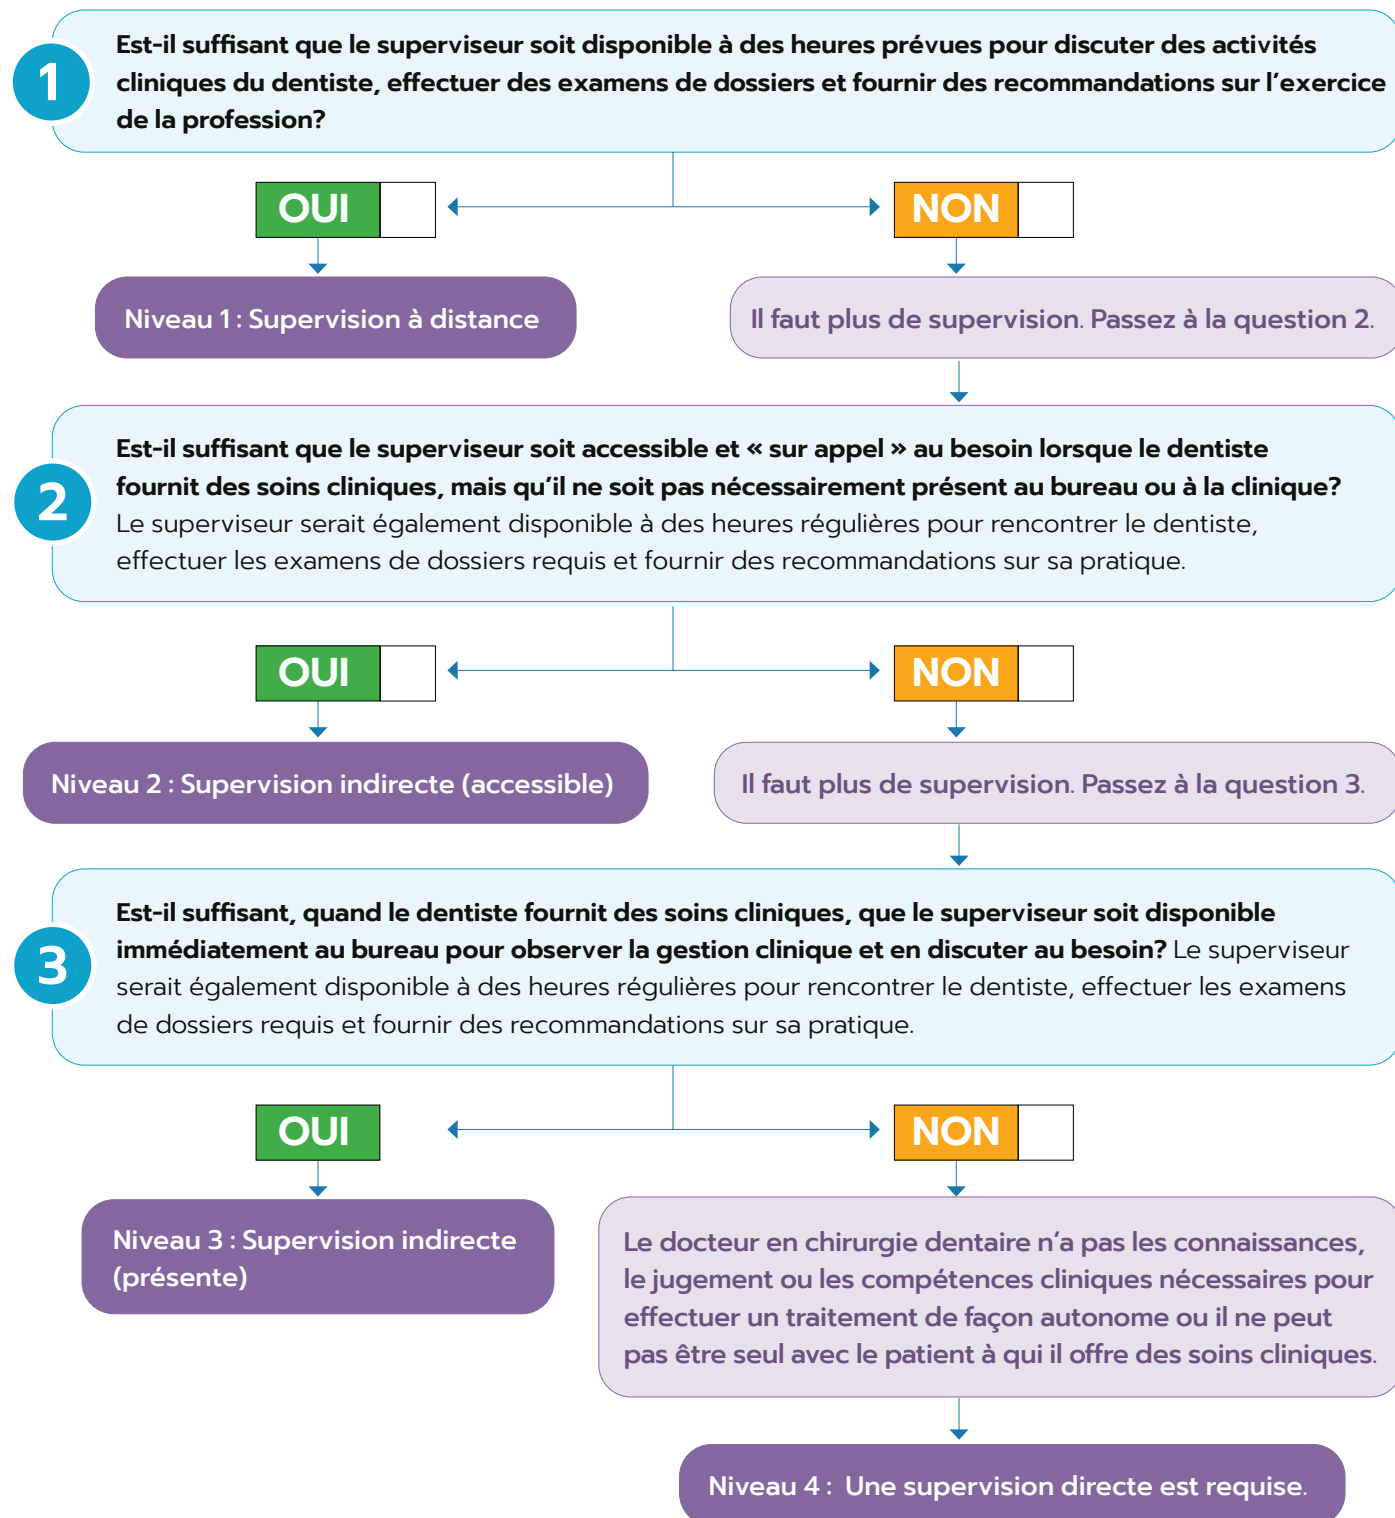 1
Est-il suffisant que le superviseur soit disponible à des heures prévues pour discuter des activités
cliniques du dentiste, effectuer des examens de dossiers et fournir des recommandations sur l’exercice
de la profession?
OUI
NON
Niveau 1 : Supervision à distance
Il faut plus de supervision. Passez à la question 2.
2
Est-il suffisant que le superviseur soit accessible et « sur appel » au besoin lorsque le dentiste
fournit des soins cliniques, mais qu’il ne soit pas nécessairement présent au bureau ou à la clinique?
Le superviseur serait également disponible à des heures régulières pour rencontrer le dentiste,
effectuer les examens de dossiers requis et fournir des recommandations sur sa pratique.
OUI
NON
Niveau 2 : Supervision indirecte (accessible)
Il faut plus de supervision. Passez à la question 3.
3
Est-il suffisant, quand le dentiste fournit des soins cliniques, que le superviseur soit disponible
immédiatement au bureau pour observer la gestion clinique et en discuter au besoin? Le superviseur
serait également disponible à des heures régulières pour rencontrer le dentiste, effectuer les examens
de dossiers requis et fournir des recommandations sur sa pratique.
OUI
NON
Niveau 3 : Supervision indirecte
(présente)
Le docteur en chirurgie dentaire n’a pas les connaissances,
le jugement ou les compétences cliniques nécessaires pour
effectuer un traitement de façon autonome ou il ne peut
pas être seul avec le patient à qui il offre des soins cliniques.
Niveau 4 : Une supervision directe est requise.